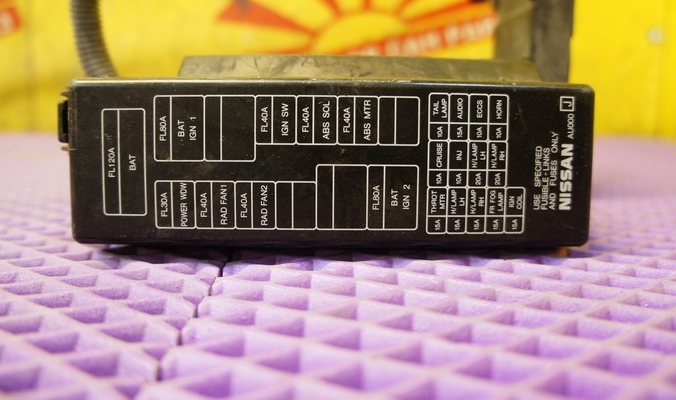 FL120A
BAT
FL80A
BAT
IGN 1
FL40A
IGN SW
FL40A
ABS SOL
FL40A
ABS MTR
FL30A
POWER WDW
FL40A
RAD FAN1
FL40A
RAD FAN2
FL80A
BAT
IGN 2
TAIL
LAMP
10A
AUDIO
15A
ECCS
10A
HORN
10A
CRUISE
10A
INJ
10A
H/LAMP
LH
20A
H/LAMP
RH
20A
THROT
MTR
15A
H/LAMP
LH
15A
H/LAMP
RH
15A
FR FOG
LAMP
15A
IGN
COIL
15A
USE SPECIFIED
FUSIBLE-LINKS
AND FUSES ONLY
NISSAN AU000 J